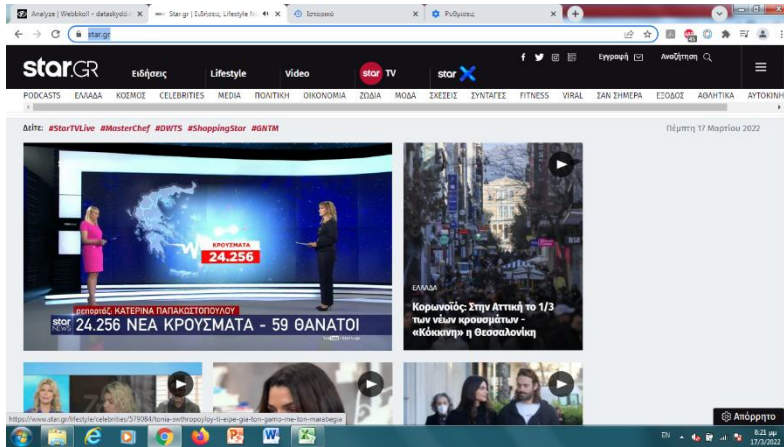 Analyze | Webbkoll - dataskydd.n
Star.gr | Ειδήσεις, Lifestyle N
Ιστορικό
Ρυθμίσεις
star.gr
45
star.GR
Ειδήσεις
Lifestyle
Video
star TV
star X
Εγγραφή
Αναζήτηση
PODCASTS ΕΛΛΑΔΑ ΚΟΣΜΟΣ CELEBRITIES MEDIA ΠΟΛΙΤΙΚΗ ΟΙΚΟΝΟΜΙΑ ΖΩΔΙΑ ΜΟΔΑ ΣΧΕΣΕΙΣ ΣΥΝΤΑΓΕΣ FITNESS VIRAL ΣΑΝ ΣΗΜΕΡΑ ΕΞΟΔΟΣ ΑΘΛΗΤΙΚΑ ΑΥΤΟΚΙΝΗ
Δείτε: #StarTVLive #MasterChef #DWTS #ShoppingStar #GNTM
Πέμπτη 17 Μαρτίου 2022
ΚΡΟΥΣΜΑΤΑ
24.256
ρεπορτάζ: ΚΑΤΕΡΙΝΑ ΠΑΠΑΚΩΣΤΟΠΟΥΛΟΥ
star NEWS
24.256 ΝΕΑ ΚΡΟΥΣΜΑΤΑ - 59 ΘΑΝΑΤΟΙ
ΕΛΛΑΔΑ
Κορωνοϊός: Στην Αττική το 1/3
των νέων κρουσμάτων -
«Κόκκινη» η Θεσσαλονίκη
https://www.star.gr/lifestyle/celebrities/579084/tonia-swthropoyloy-ti-eipe-gia-ton-gamo-me-ton-marabegia
Απόρρητο
EN
8:21 μμ
17/3/2022